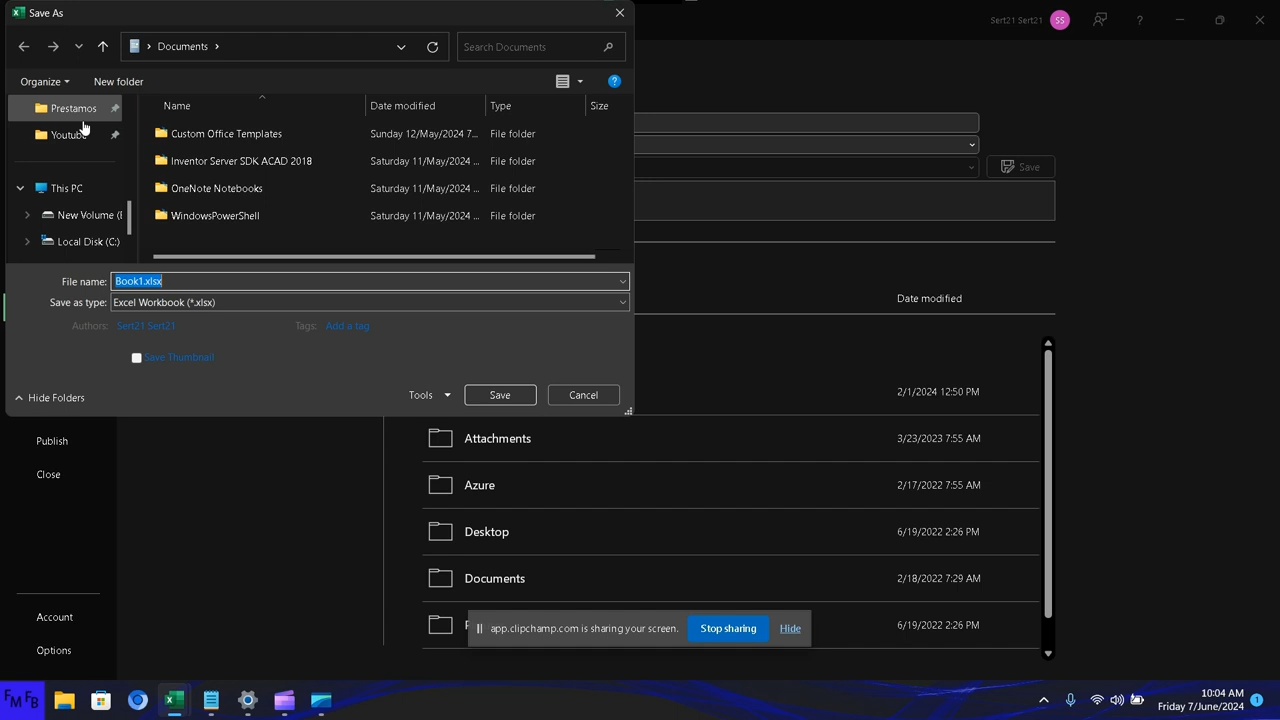 Save As
Documents
Search Documents
Organize
New folder
Prestamos
Youtube
This PC
New Volume (E
Local Disk (C:)
Name
Date modified
Type
Size
Custom Office Templates
Sunday 12/May/2024 7...
File folder
Inventor Server SDK ACAD 2018
Saturday 11/May/2024 ...
File folder
OneNote Notebooks
Saturday 11/May/2024 ...
File folder
WindowsPowerShell
Saturday 11/May/2024 ...
File folder
File name: Book1.xlsx
Save as type: Excel Workbook (*.xlsx)
Authors: Sert21 Sert21
Tags: Add a tag
Save Thumbnail
Hide Folders
Tools
Save
Cancel
Sert21 Sert21
SS
?
Save
Date modified
2/1/2024 12:50 PM
Attachments
3/23/2023 7:55 AM
Azure
2/17/2022 7:55 AM
Desktop
6/19/2022 2:26 PM
Documents
2/18/2022 7:29 AM
6/19/2022 2:26 PM
Publish
Close
Account
Options
app.clipchamp.com is sharing your screen.
Stop sharing
Hide
FM FB
10:04 AM
Friday 7/June/2024
1